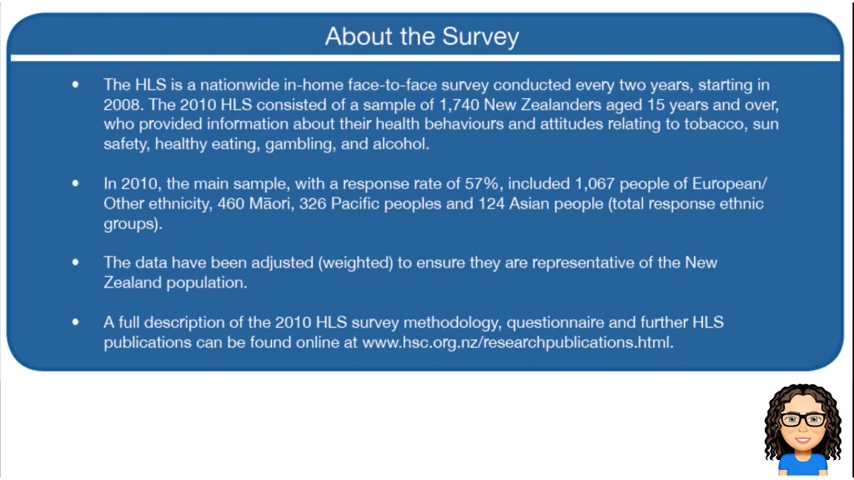 About the Survey
• The HLS is a nationwide in-home face-to-face survey conducted every two years, starting in
2008. The 2010 HLS consisted of a sample of 1,740 New Zealanders aged 15 years and over,
who provided information about their health behaviours and attitudes relating to tobacco, sun
safety, healthy eating, gambling, and alcohol.
• In 2010, the main sample, with a response rate of 57%, included 1,067 people of European/
Other ethnicity, 460 Māori, 326 Pacific peoples and 124 Asian people (total response ethnic
groups).
• The data have been adjusted (weighted) to ensure they are representative of the New
Zealand population.
• A full description of the 2010 HLS survey methodology, questionnaire and further HLS
publications can be found online at www.hsc.org.nz/researchpublications.html.